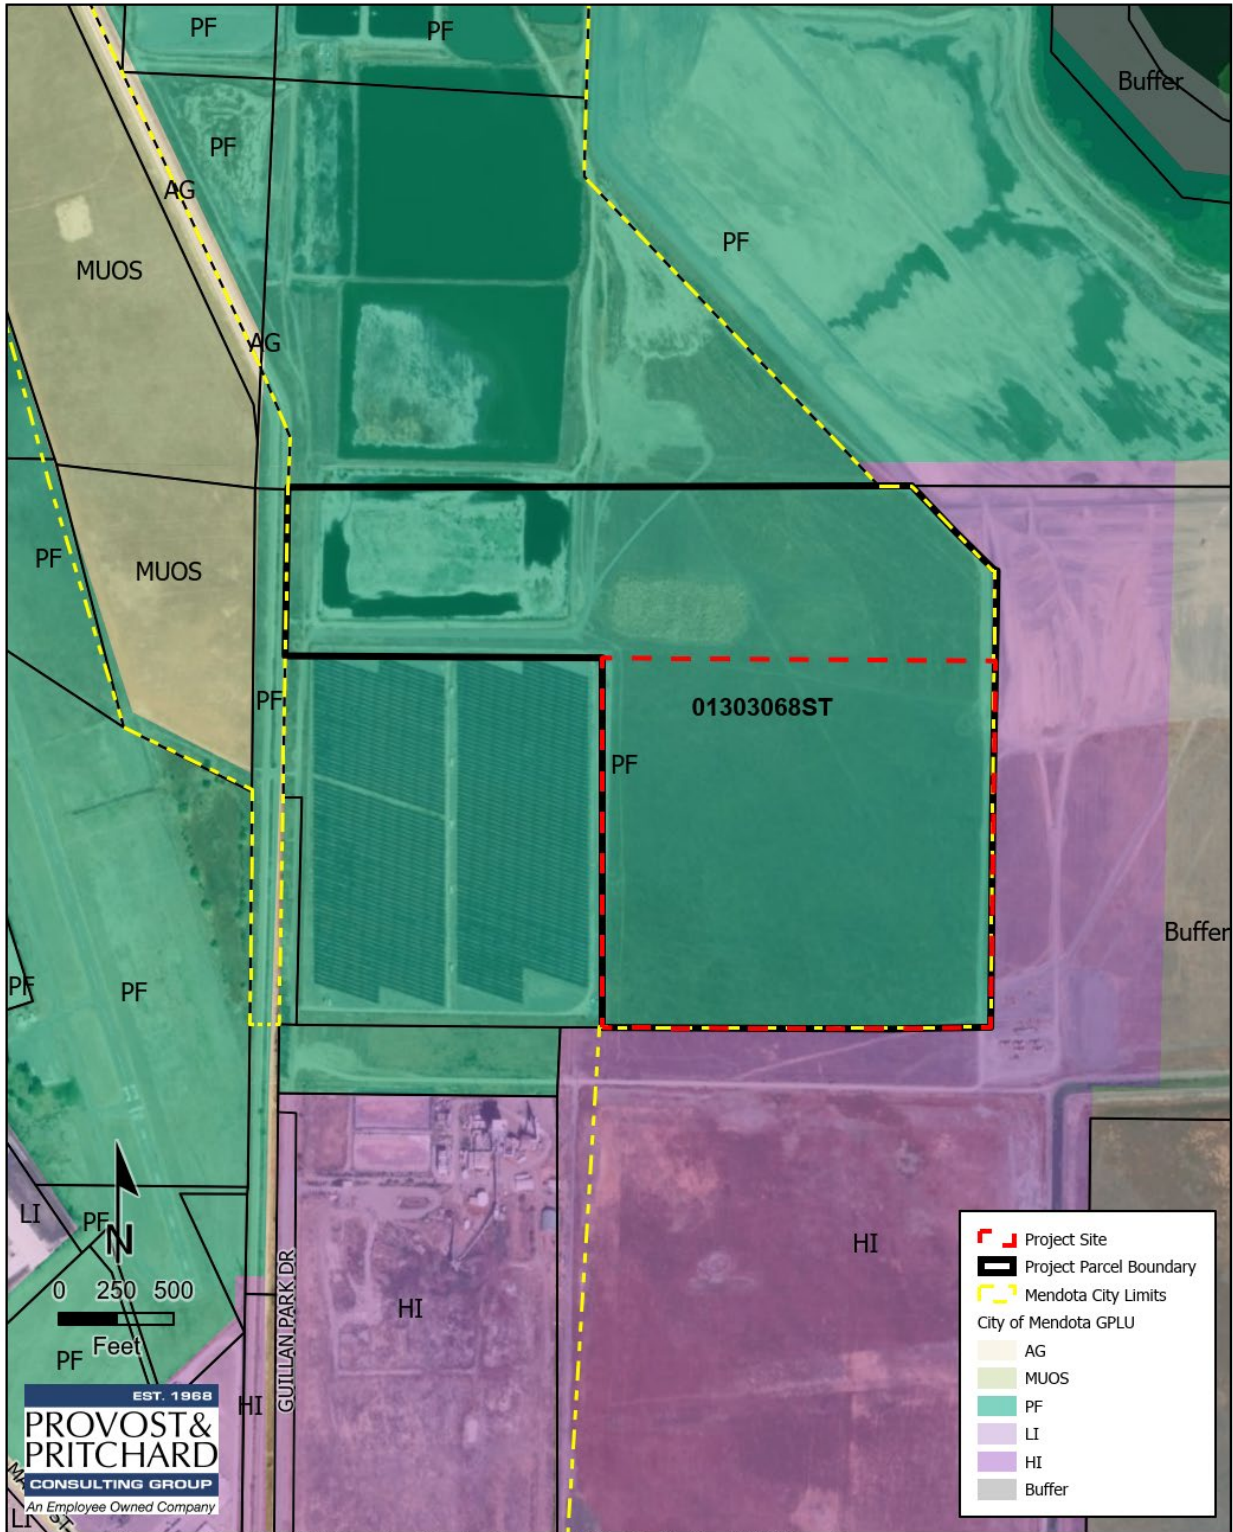 PF
PF
Buffer
PF
AG
PF
MUOS
AG
PF
MUOS
PF
01303068ST
PF
Buffer
PF
PF
LI
PF
N
HI
0 250 500
Feet
HI
PF
HI
GUILLAN PARK DR
EST. 1968
PROVOST&
PRITCHARD
CONSULTING GROUP
An Employee Owned Company
LI
ST
Project Site
Project Parcel Boundary
Mendota City Limits
City of Mendota GPLU
AG
MUOS
PF
LI
HI
Buffer